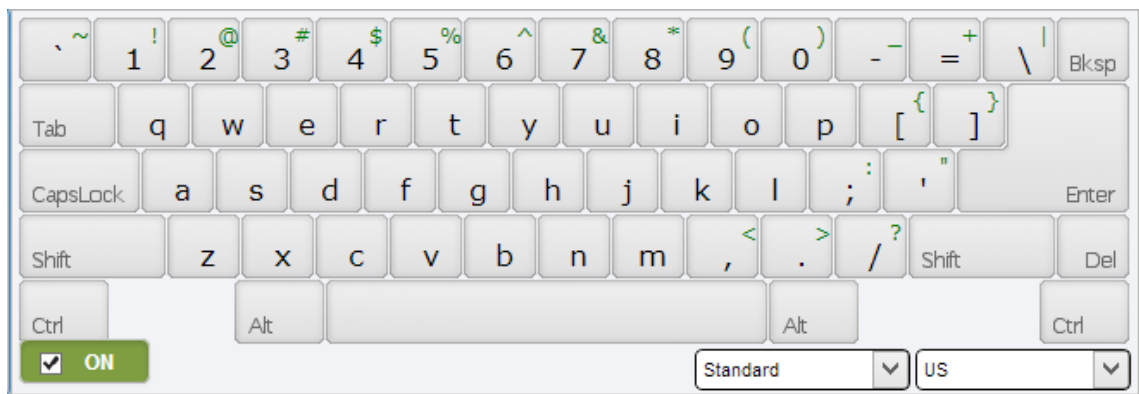 ` ~ 1 ! 2 @ 3 # 4 $ 5 % 6 ^ 7 & 8 * 9 ( 0 ) - _ = + \ | Bksp
Tab q w e r t y u i o p [ { ] }
CapsLock a s d f g h j k l ; : ' " Enter
Shift z x c v b n m , < . > / ? Shift Del
Ctrl Alt Alt Ctrl
ON Standard US